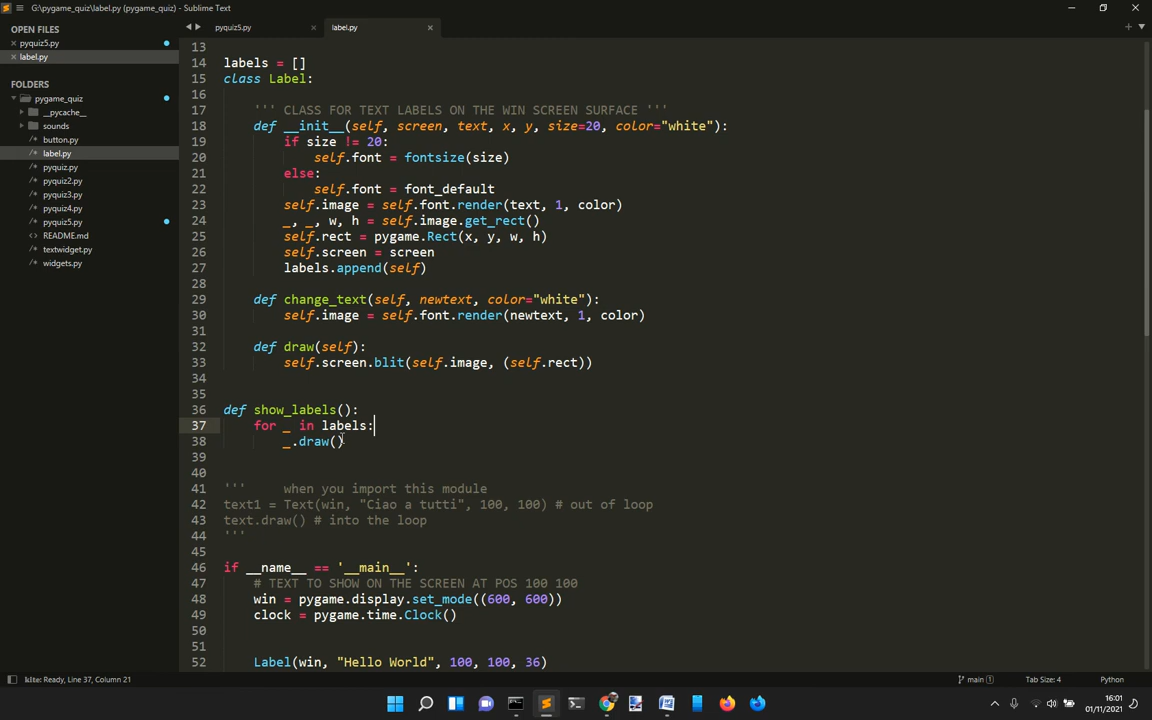 G:\pygame_quiz\label.py (pygame_quiz) - Sublime Text
OPEN FILES
pyquiz5.py
label.py
FOLDERS
pygame_quiz
__pycache__
sounds
button.py
label.py
pyquiz.py
pyquiz2.py
pyquiz3.py
pyquiz4.py
pyquiz5.py
README.md
textwidget.py
widgets.py
pyquiz5.py
label.py
13
14 labels = []
15 class Label:
16
17     ''' CLASS FOR TEXT LABELS ON THE WIN SCREEN SURFACE '''
18     def __init__(self, screen, text, x, y, size=20, color="white"):
19         if size != 20:
20             self.font = fontsize(size)
21         else:
22             self.font = font_default
23         self.image = self.font.render(text, 1, color)
24         _, _, w, h = self.image.get_rect()
25         self.rect = pygame.Rect(x, y, w, h)
26         self.screen = screen
27         labels.append(self)
28
29     def change_text(self, newtext, color="white"):
30         self.image = self.font.render(newtext, 1, color)
31
32     def draw(self):
33         self.screen.blit(self.image, (self.rect))
34
35
36 def show_labels():
37     for _ in labels:
38         _.draw()
39
40
41 '''     when you import this module
42 text1 = Text(win, "Ciao a tutti", 100, 100) # out of loop
43 text.draw() # into the loop
44 '''
45
46 if __name__ == '__main__':
47     # TEXT TO SHOW ON THE SCREEN AT POS 100 100
48     win = pygame.display.set_mode((600, 600))
49     clock = pygame.time.Clock()
50
51
52     Label(win, "Hello World", 100, 100, 36)
kite: Ready, Line 37, Column 21
main 1
Tab Size: 4
Python
16:01
01/11/2021